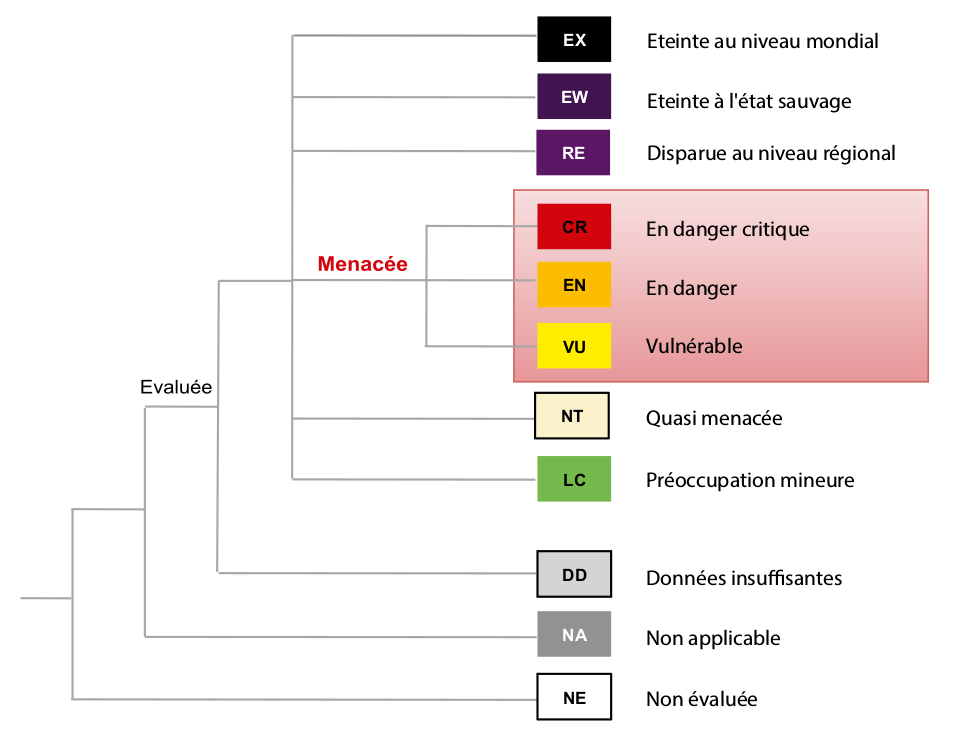 EX Eteinte au niveau mondial
EW Eteinte à l'état sauvage
RE Disparue au niveau régional
CR En danger critique
Menacée
EN En danger
VU Vulnérable
Evaluée
NT Quasi menacée
LC Préoccupation mineure
DD Données insuffisantes
NA Non applicable
NE Non évaluée